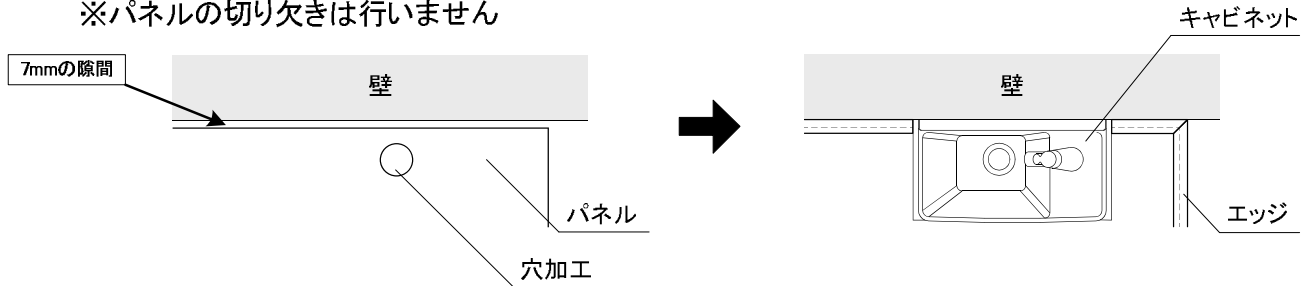 ※パネルの切り欠きは行いません
キャビネット
7mmの隙間
壁
壁
パネル
エッジ
穴加工